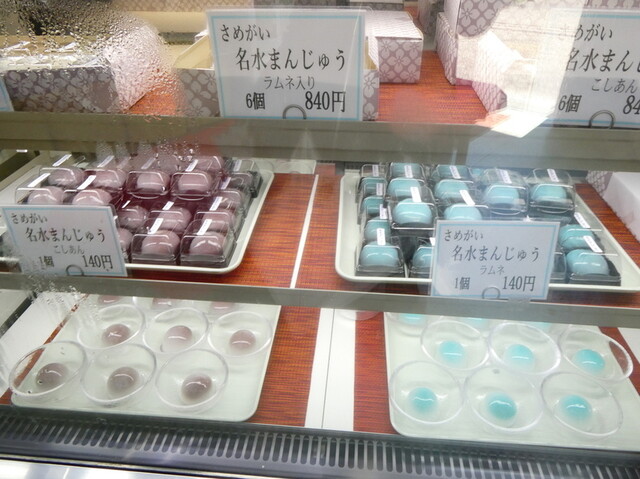 さめがい
名水まんじゅう
ラムネ入り
6個 840円
さめがい
名水まんじゅう
こしあん
6個 84
さめがい
名水まんじゅう
こしあん
1個 140円
さめがい
名水まんじゅう
ラムネ
1個 140円